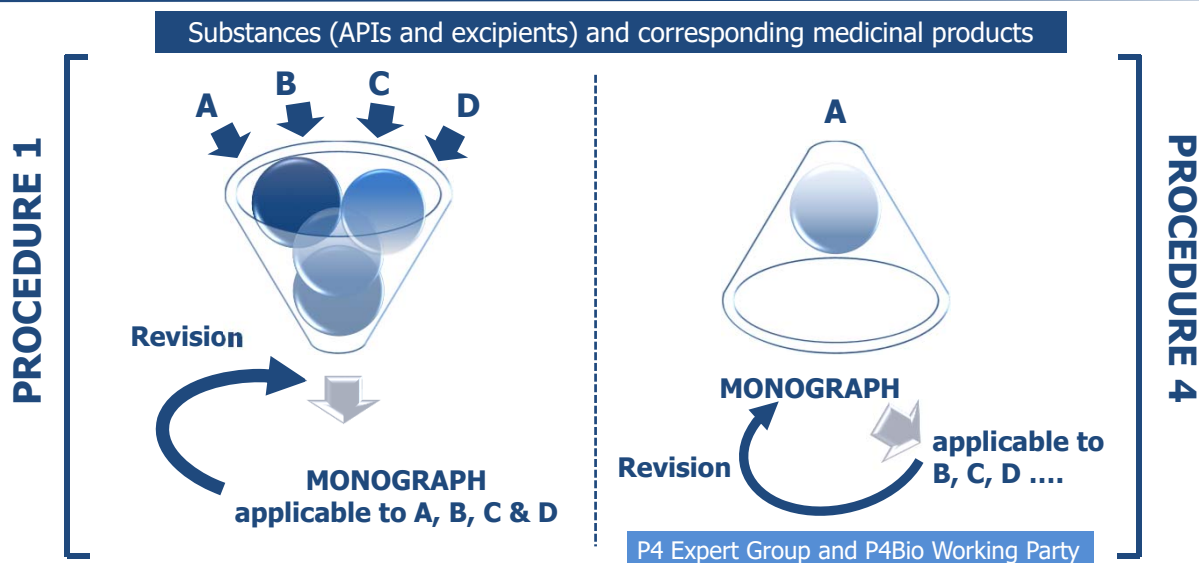 Substances (APIs and excipients) and corresponding medicinal products
PROCEDURE 1
A
B
C
D
Revision
MONOGRAPH
applicable to A, B, C & D
A
MONOGRAPH
Revision
applicable to
B, C, D ....
P4 Expert Group and P4Bio Working Party
PROCEDURE 4